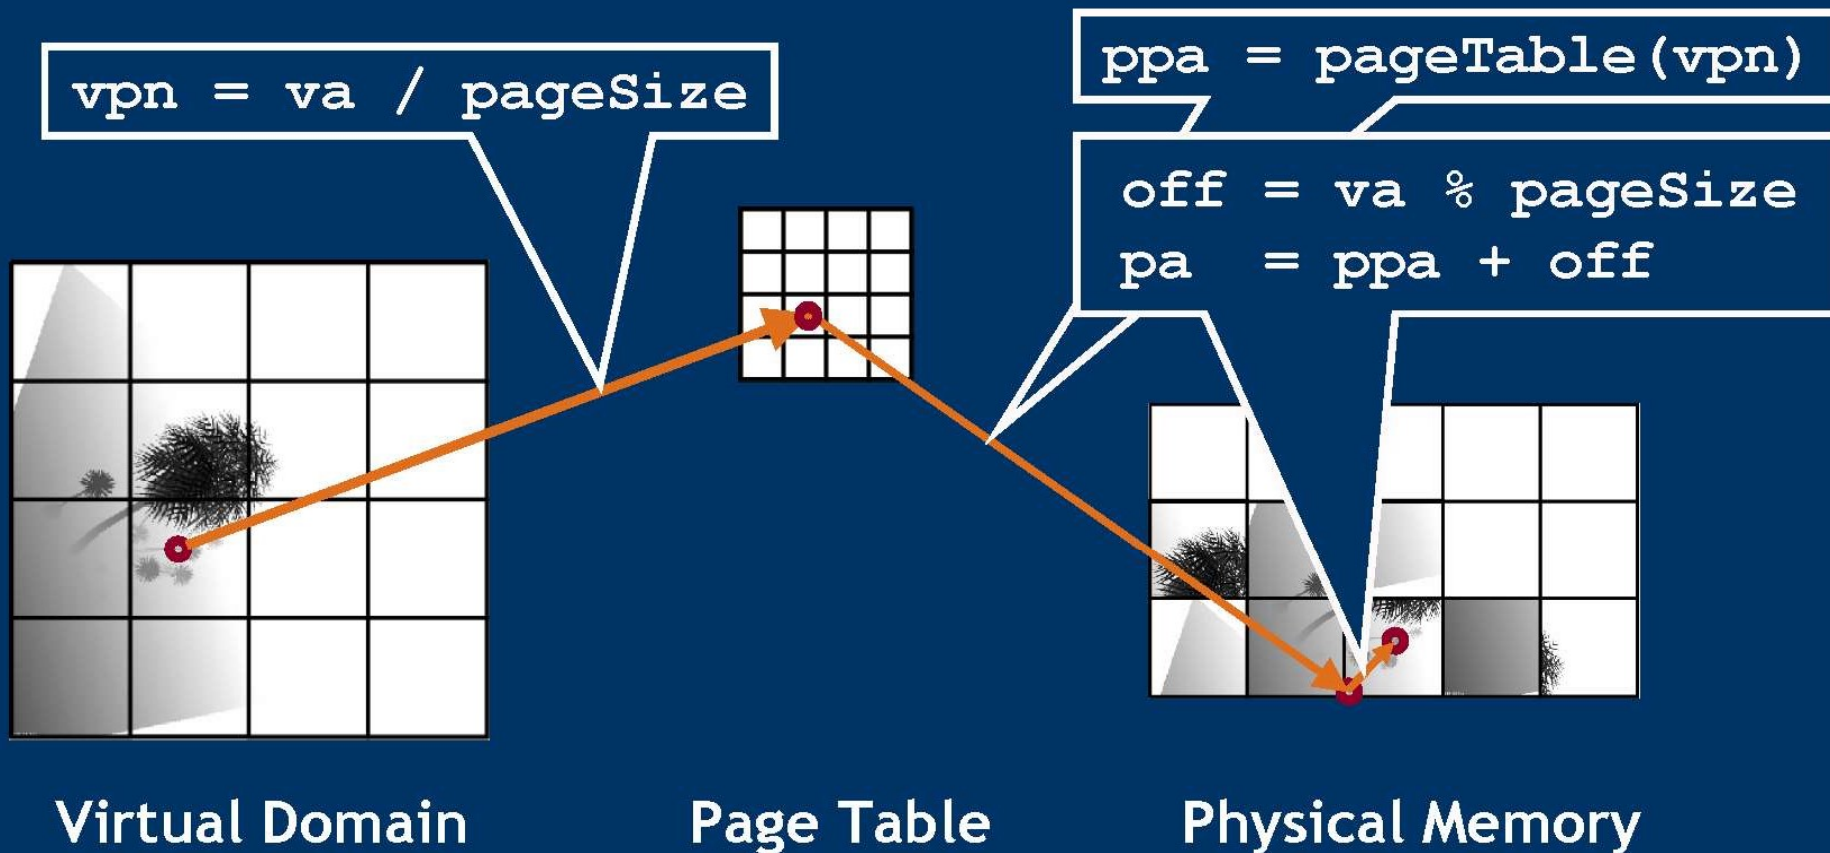 vpn = va / pageSize
ppa = pageTable(vpn)
off = va % pageSize
pa = ppa + off
Virtual Domain
Page Table
Physical Memory